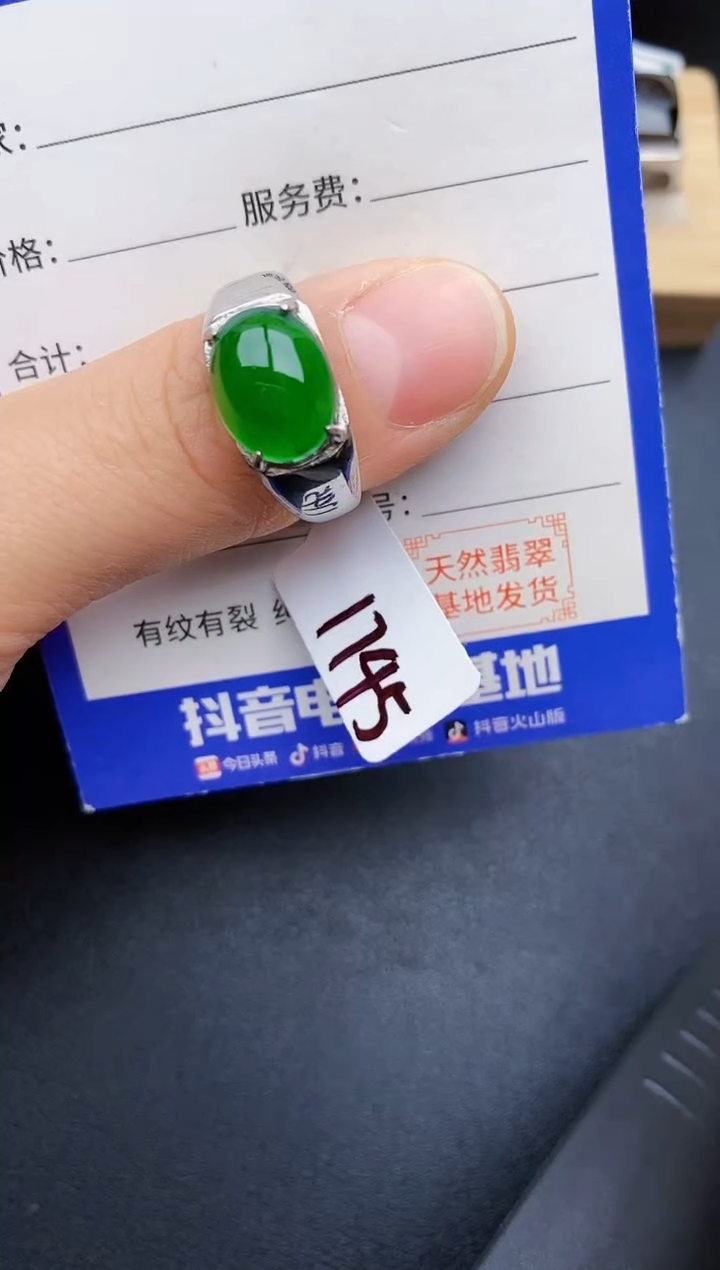 家：
服务费：
价格：
合计：
号：
天然翡翠
基地发货
有纹有裂
1745
抖音电 基地
今日头条 抖音 抖音火山版